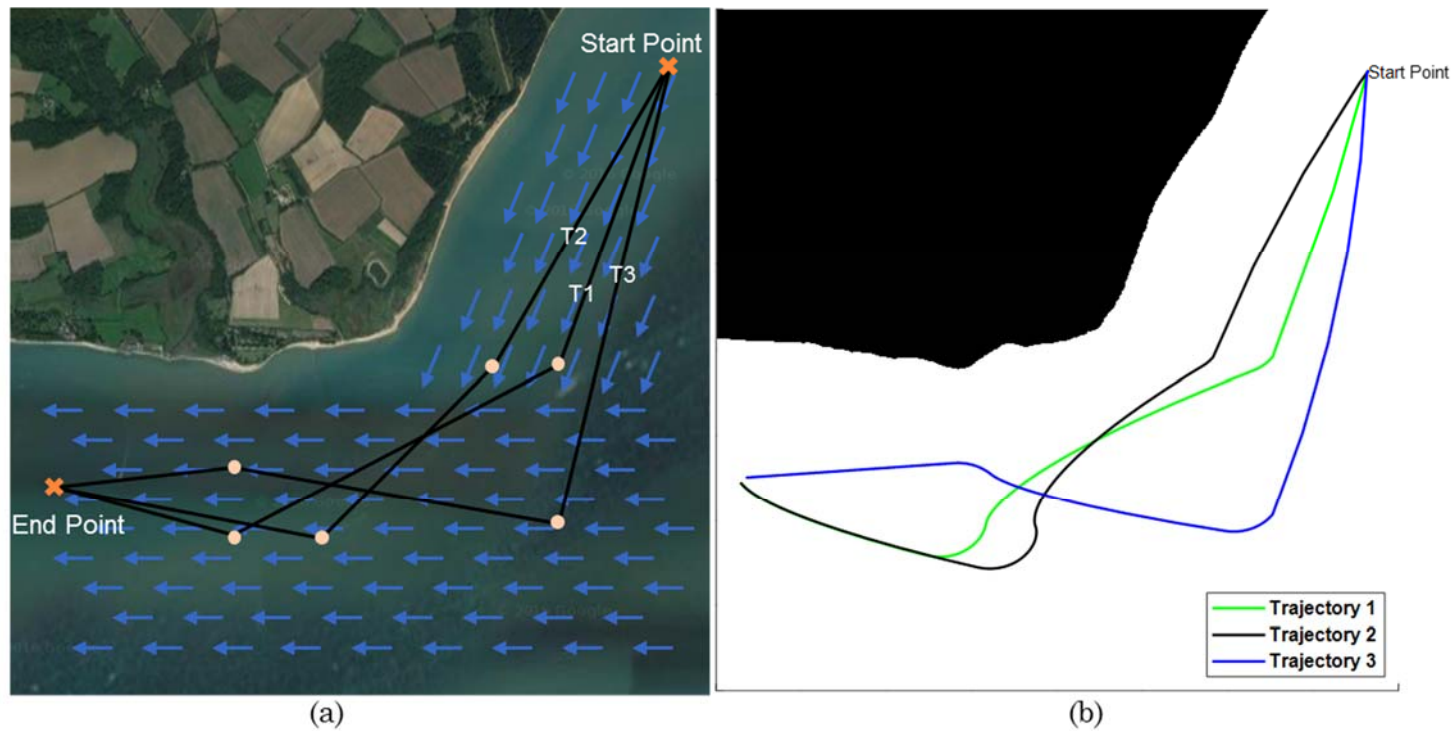 Start Point
T2
T3
T1
End Point
Start Point
Trajectory 1
Trajectory 2
Trajectory 3
(a)
(b)